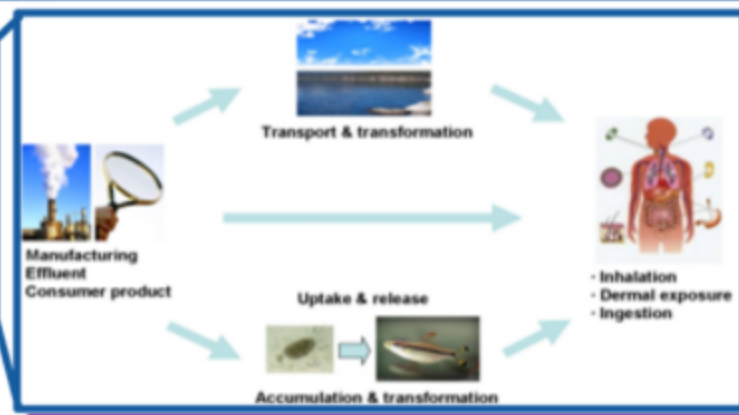 Transport & transformation
Manufacturing
Effluent
Consumer product
Uptake & release
· Inhalation
· Dermal exposure
· Ingestion
Accumulation & transformation